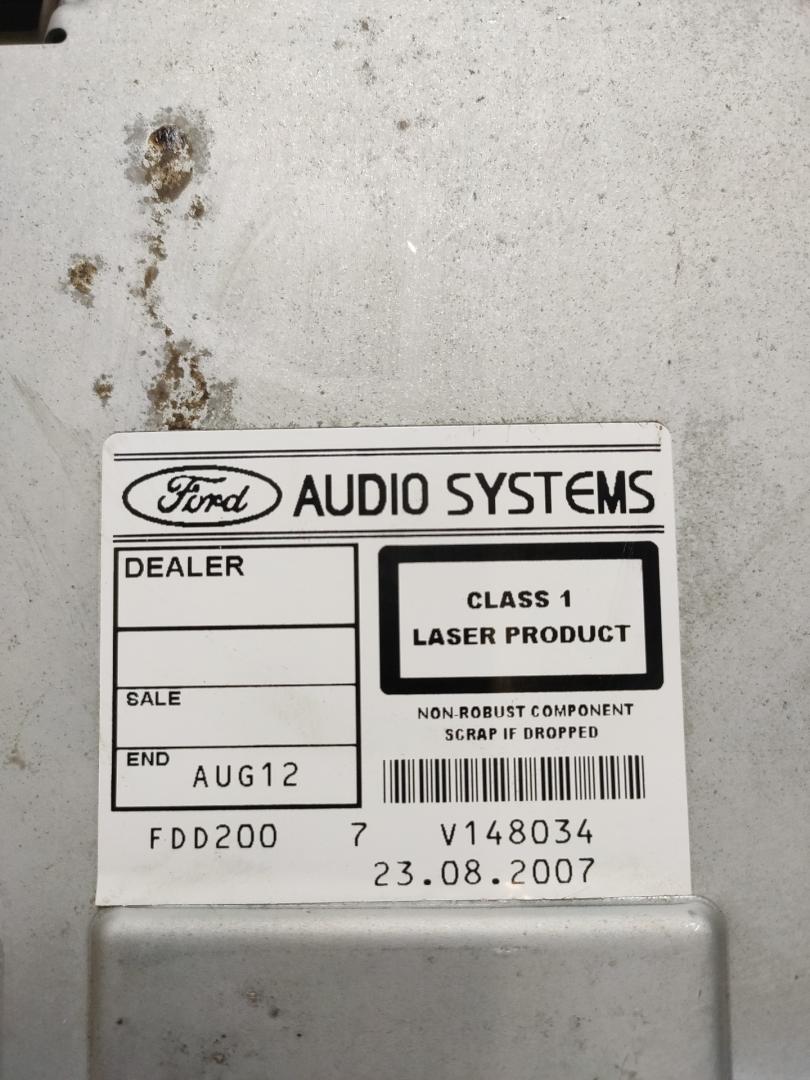 Ford AUDIO SYSTEMS
DEALER
SALE
END AUG12
CLASS 1
LASER PRODUCT
NON-ROBUST COMPONENT
SCRAP IF DROPPED
FDD200 7 V148034
23.08.2007